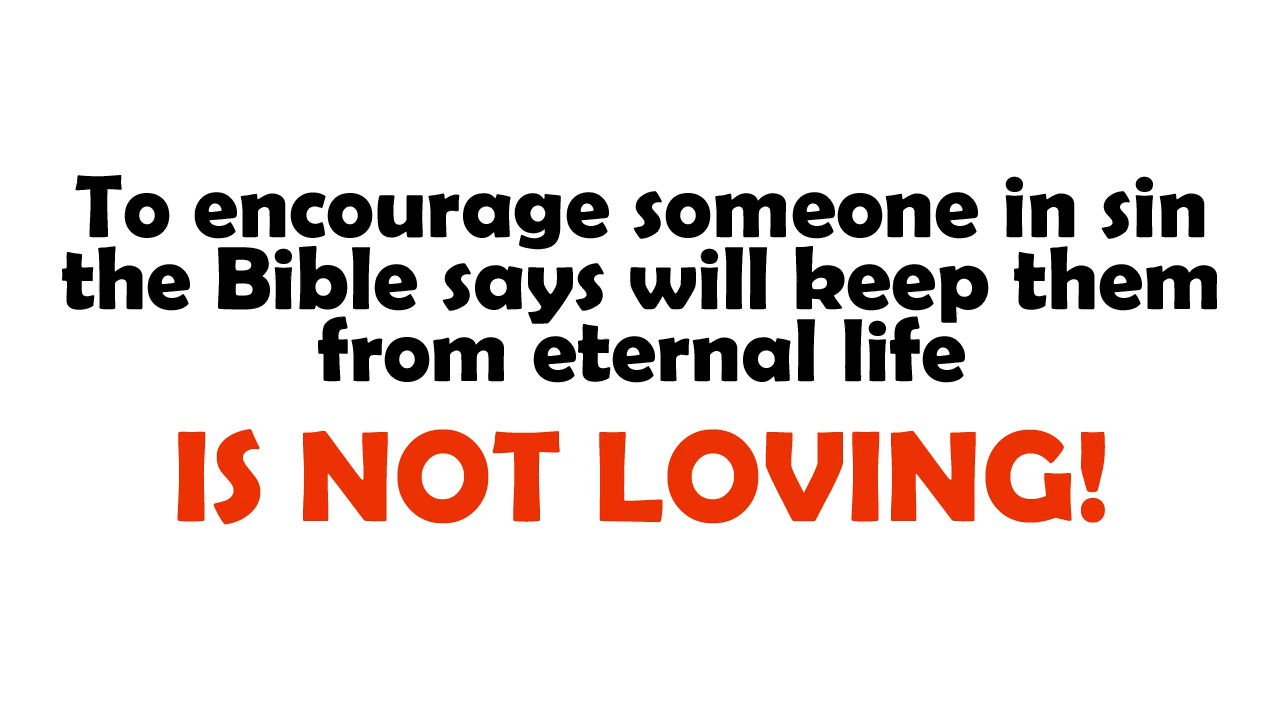 To encourage someone in sin
the Bible says will keep them
from eternal life
IS NOT LOVING!